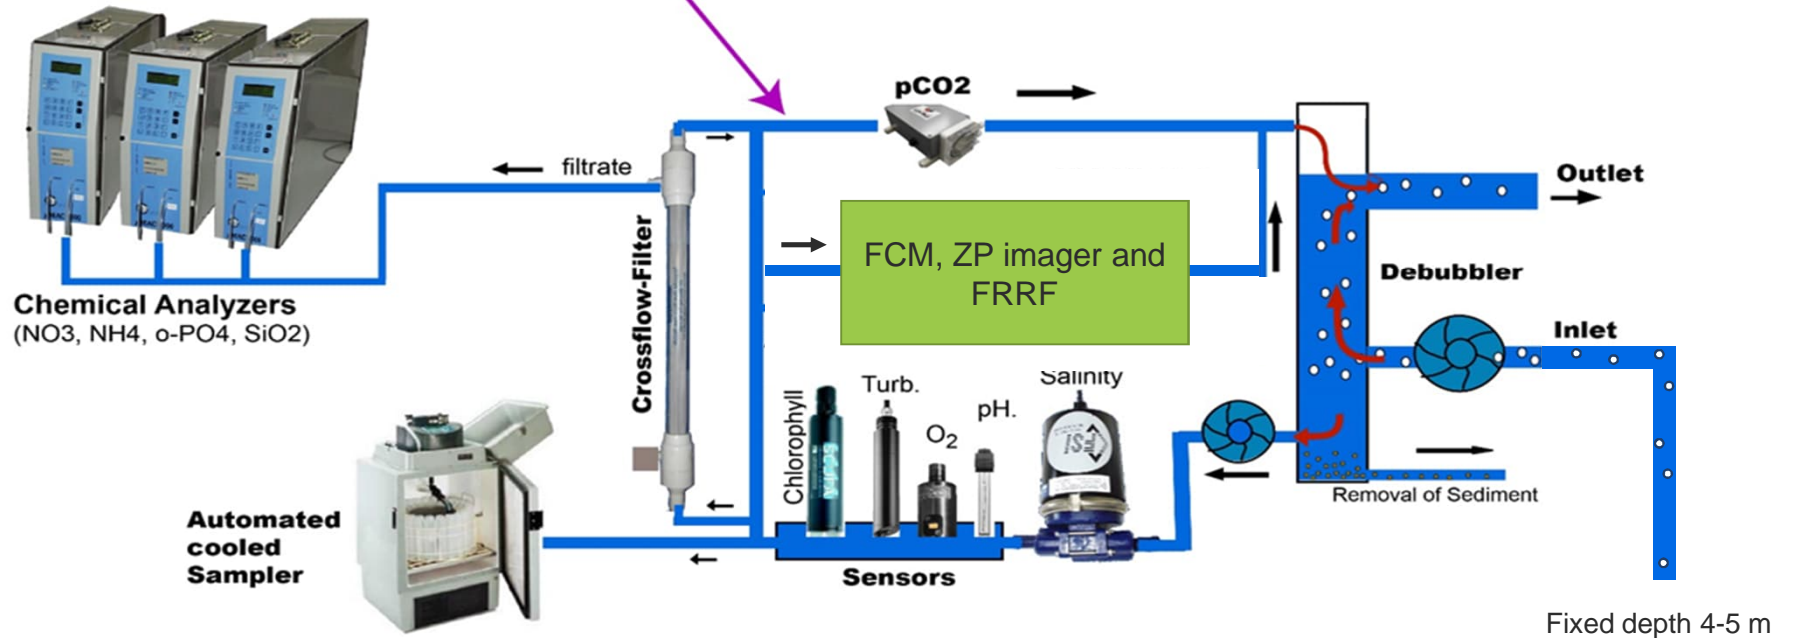 pCO2
filtrate
Outlet
Crossflow-Filter
FCM, ZP imager and
FRRF
Debubbler
Chemical Analyzers
(NO3, NH4, o-PO4, SiO2)
Inlet
Chlorophyll
Turb.
O2
pH.
Salinity
Removal of Sediment
Automated
cooled
Sampler
Sensors
Fixed depth 4-5 m